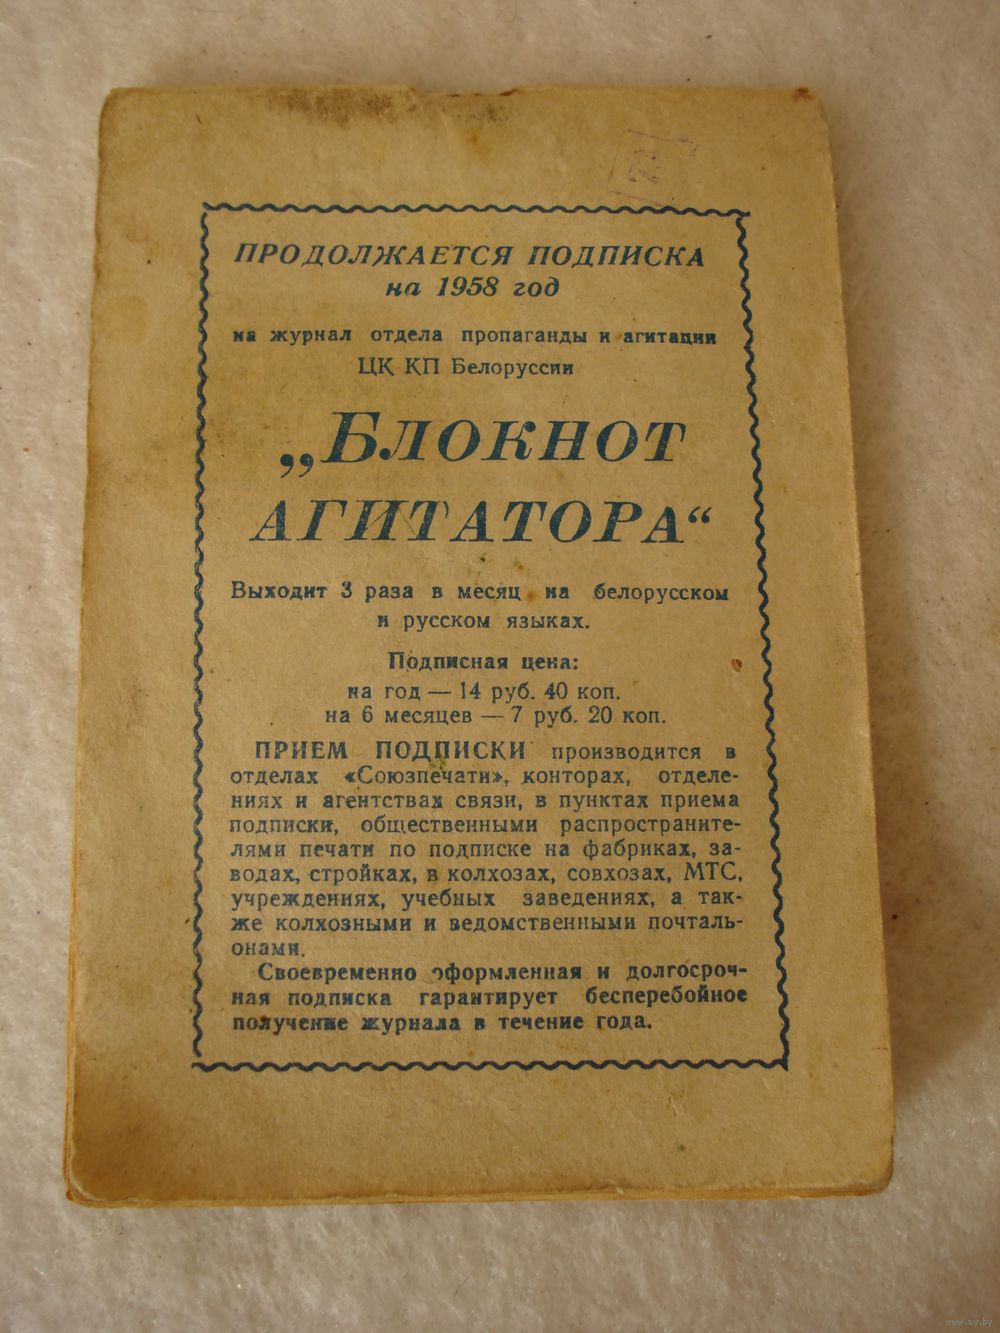 ПРОДОЛЖАЕТСЯ ПОДПИСКА
на 1958 год
на журнал отдела пропаганды и агитации
ЦК КП Белоруссии
„БЛОКНОТ
АГИТАТОРА“
Выходит 3 раза в месяц на белорусском
и русском языках.
Подписная цена:
на год — 14 руб. 40 коп.
на 6 месяцев — 7 руб. 20 коп.
ПРИЕМ ПОДПИСКИ производится в
отделах «Союзпечати», конторах, отделе-
ниях и агентствах связи, в пунктах приема
подписки, общественными распространите-
лями печати по подписке на фабриках, за-
водах, стройках, в колхозах, совхозах, МТС,
учреждениях, учебных заведениях, а так-
же колхозными и ведомственными почталь-
онами.
Своевременно оформленная и долгосроч-
ная подписка гарантирует бесперебойное
получение журнала в течение года.
www.ay.by